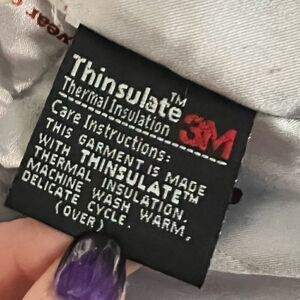 Thinsulate™
Thermal Insulation 3M
Care Instructions:
THIS GARMENT IS MADE
WITH THINSULATE™
THERMAL INSULATION.
MACHINE WASH WARM,
DELICATE CYCLE.
(OVER)